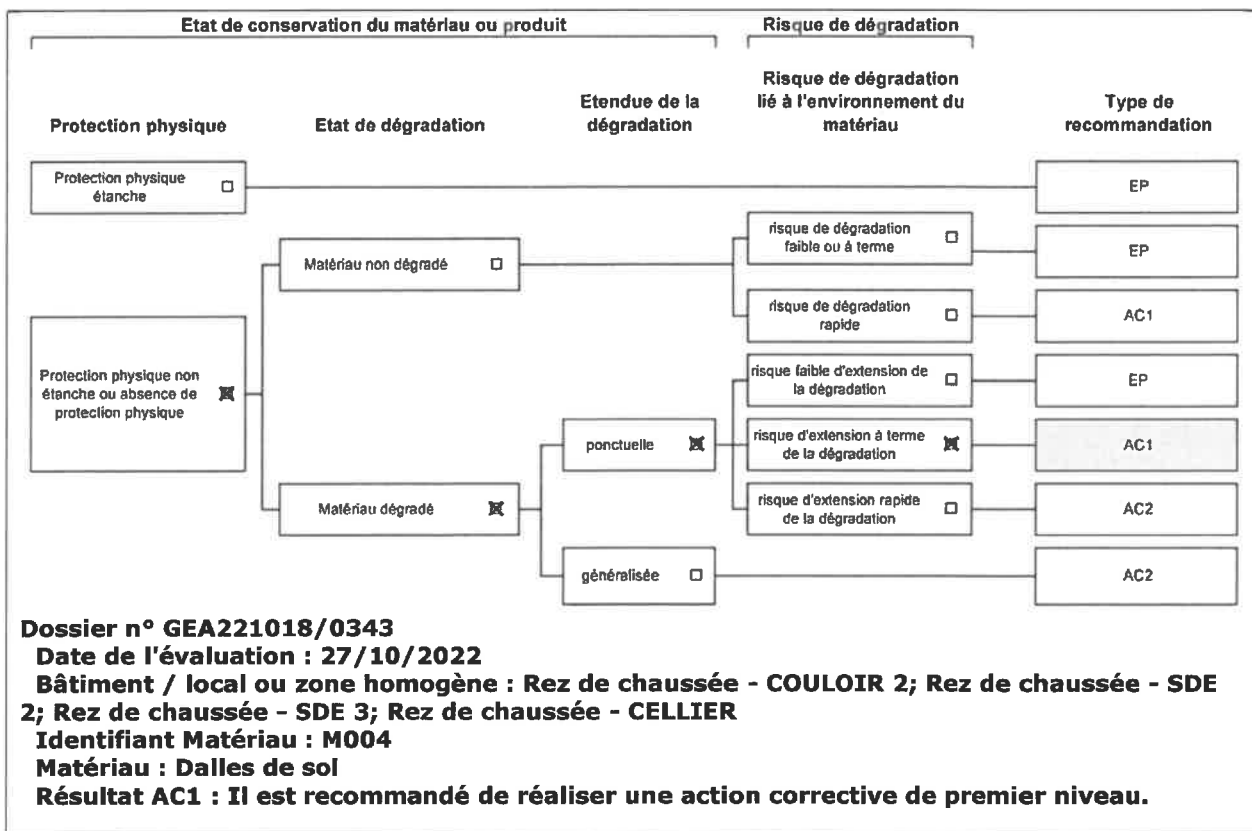 Etat de conservation du matériau ou produit
Risque de dégradation
Protection physique
Etat de dégradation
Etendue de la
dégradation
Risque de dégradation
lié à l'environnement du
matériau
Type de
recommandation
Protection physique
étanche
EP
Matériau non dégradé
risque de dégradation
faible ou à terme
EP
risque de dégradation
rapide
AC1
Protection physique non
étanche ou absence de
protection physique
risque faible d'extension de
la dégradation
EP
ponctuelle
risque d'extension à terme
de la dégradation
AC1
Matériau dégradé
risque d'extension rapide
de la dégradation
AC2
généralisée
AC2
Dossier n° GEA221018/0343
Date de l'évaluation : 27/10/2022
Bâtiment / local ou zone homogène : Rez de chaussée - COULOIR 2; Rez de chaussée - SDE
2; Rez de chaussée - SDE 3; Rez de chaussée - CELLIER
Identifiant Matériau : M004
Matériau : Dalles de sol
Résultat AC1 : Il est recommandé de réaliser une action corrective de premier niveau.